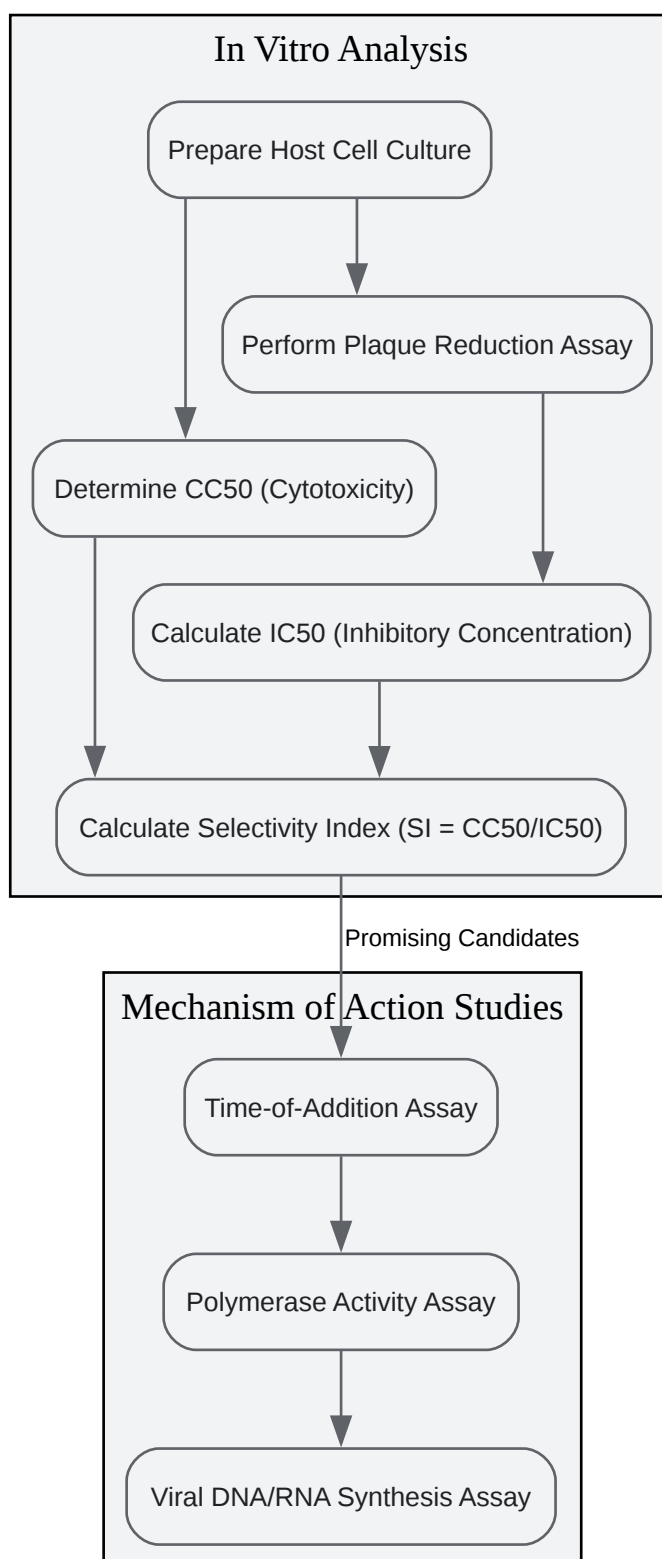 In Vitro Analysis
Prepare Host Cell Culture
Perform Plaque Reduction Assay
Determine CC50 (Cytotoxicity)
Calculate IC50 (Inhibitory Concentration)
Calculate Selectivity Index (SI = CC50/IC50)
Promising Candidates
Mechanism of Action Studies
Time-of-Addition Assay
Polymerase Activity Assay
Viral DNA/RNA Synthesis Assay